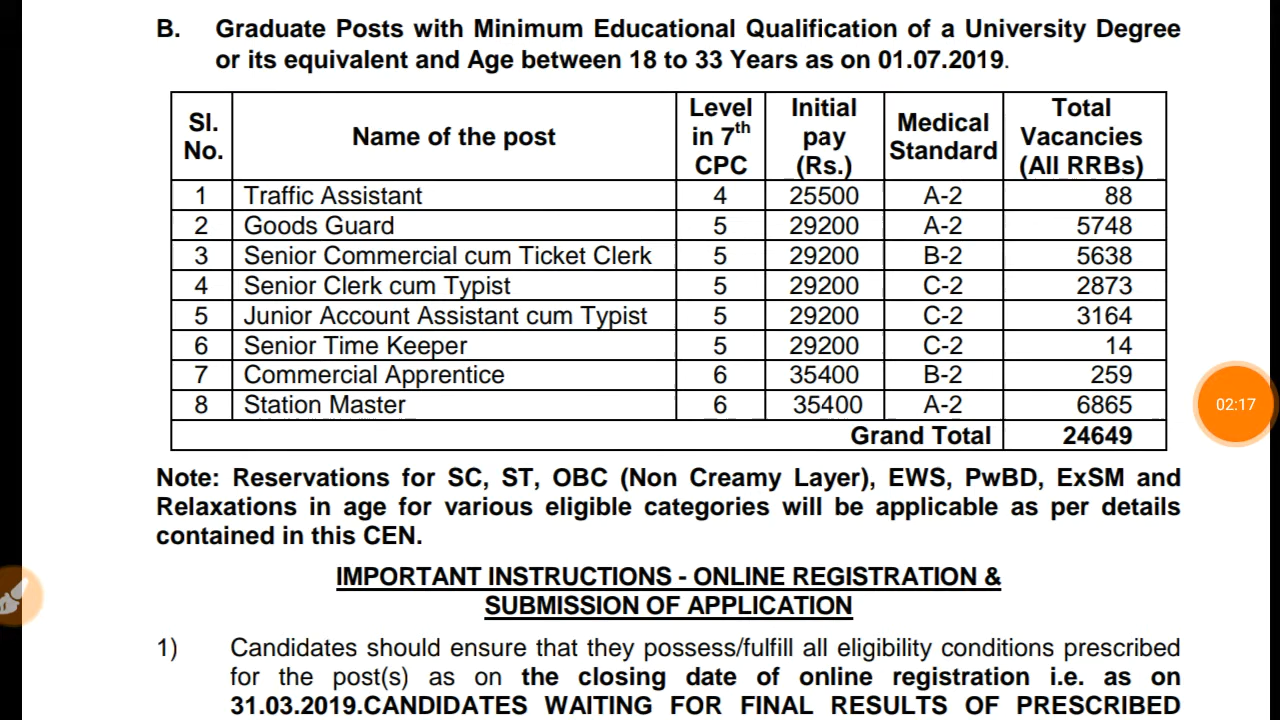 B. Graduate Posts with Minimum Educational Qualification of a University Degree
or its equivalent and Age between 18 to 33 Years as on 01.07.2019.
Sl. No. Name of the post Level in 7th CPC Initial pay (Rs.) Medical Standard Total Vacancies (All RRBs)
1 Traffic Assistant 4 25500 A-2 88
2 Goods Guard 5 29200 A-2 5748
3 Senior Commercial cum Ticket Clerk 5 29200 B-2 5638
4 Senior Clerk cum Typist 5 29200 C-2 2873
5 Junior Account Assistant cum Typist 5 29200 C-2 3164
6 Senior Time Keeper 5 29200 C-2 14
7 Commercial Apprentice 6 35400 B-2 259
8 Station Master 6 35400 A-2 6865
Grand Total 24649
02:17
Note: Reservations for SC, ST, OBC (Non Creamy Layer), EWS, PwBD, ExSM and
Relaxations in age for various eligible categories will be applicable as per details
contained in this CEN.
IMPORTANT INSTRUCTIONS - ONLINE REGISTRATION &
SUBMISSION OF APPLICATION
1) Candidates should ensure that they possess/fulfill all eligibility conditions prescribed
for the post(s) as on the closing date of online registration i.e. as on
31.03.2019.CANDIDATES WAITING FOR FINAL RESULTS OF PRESCRIBED